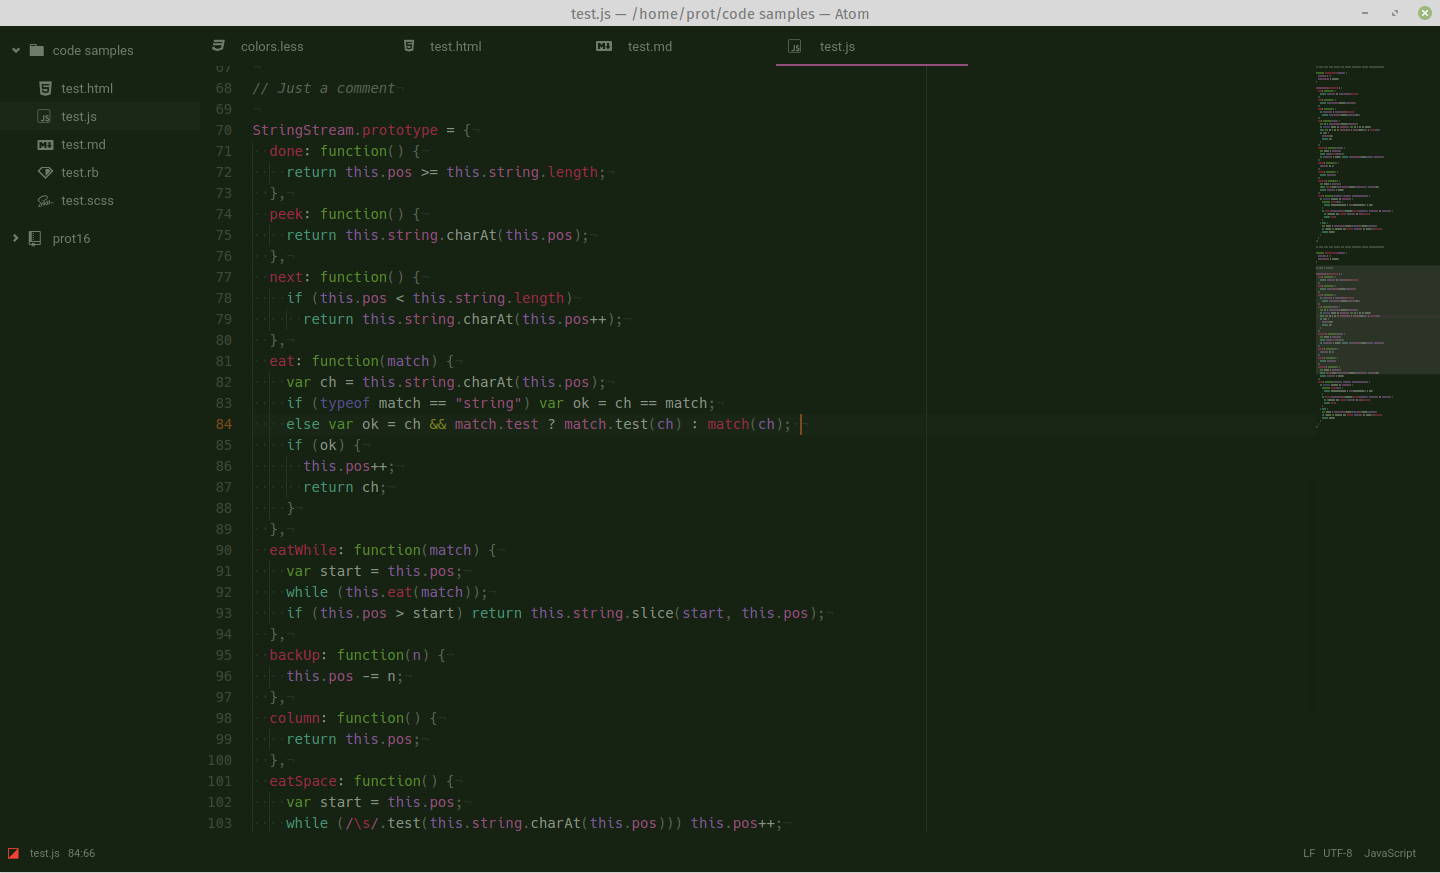 test.js — /home/prot/code samples — Atom
code samples
test.html
test.js
test.md
test.rb
test.scss
prot16
colors.less test.html test.md test.js
67
68 // Just a comment
69
70 StringStream.prototype = {
71 done: function() {
72 return this.pos >= this.string.length;
73 },
74 peek: function() {
75 return this.string.charAt(this.pos);
76 },
77 next: function() {
78 if (this.pos < this.string.length)
79 return this.string.charAt(this.pos++);
80 },
81 eat: function(match) {
82 var ch = this.string.charAt(this.pos);
83 if (typeof match == "string") var ok = ch == match;
84 else var ok = ch && match.test ? match.test(ch) : match(ch);
85 if (ok) {
86 this.pos++;
87 return ch;
88 }
89 },
90 eatWhile: function(match) {
91 var start = this.pos;
92 while (this.eat(match));
93 if (this.pos > start) return this.string.slice(start, this.pos);
94 },
95 backUp: function(n) {
96 this.pos -= n;
97 },
98 column: function() {
99 return this.pos;
100 },
101 eatSpace: function() {
102 var start = this.pos;
103 while (/\s/.test(this.string.charAt(this.pos))) this.pos++;
test.js 84:66 LF UTF-8 JavaScript